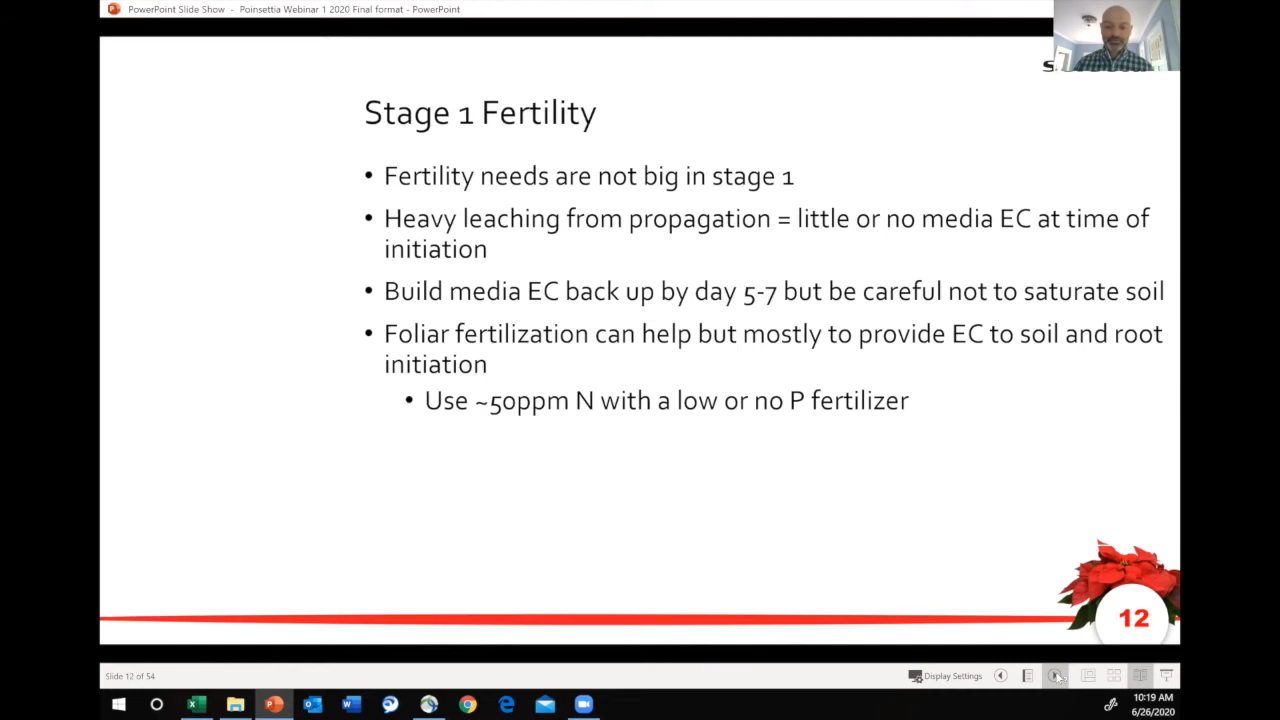 PowerPoint Slide Show - Poinsettia Webinar 1 2020 Final format - PowerPoint
Stage 1 Fertility
• Fertility needs are not big in stage 1
• Heavy leaching from propagation = little or no media EC at time of
initiation
• Build media EC back up by day 5-7 but be careful not to saturate soil
• Foliar fertilization can help but mostly to provide EC to soil and root
initiation
• Use ~50ppm N with a low or no P fertilizer
12
Slide 12 of 54
Display Settings
10:19 AM
6/26/2020